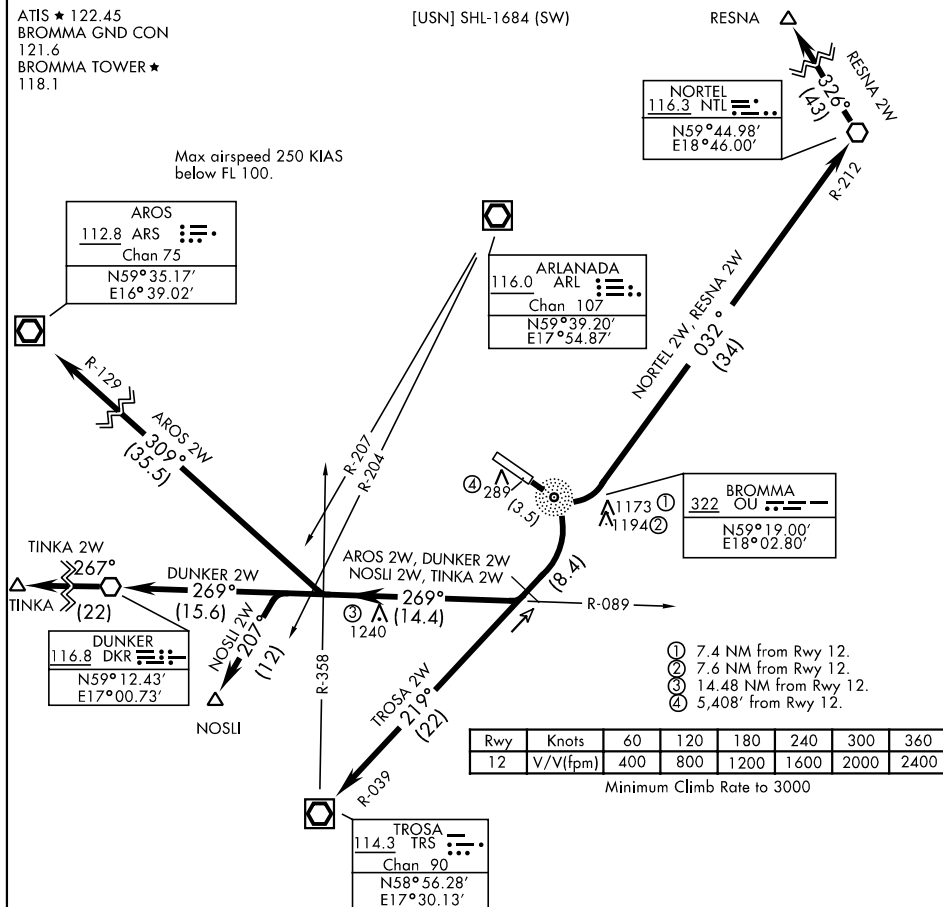 ATIS ★ 122.45
BROMMA GND CON
121.6
BROMMA TOWER ★
118.1
[USN] SHL-1684 (SW)
RESNA
RESNA 2W
326°
(43)
NORTEL
116.3 NTL
N59°44.98'
E18°46.00'
R-212
Max airspeed 250 KIAS
below FL 100.
AROS
112.8 ARS
Chan 75
N59°35.17'
E16°39.02'
ARLANADA
116.0 ARL
Chan 107
N59°39.20'
E17°54.87'
NORTEL 2W, RESNA 2W
032°
(34)
R-129
AROS 2W
309°
(35.5)
R-207
R-204
④ 289
(3.5)
1173 ①
1194 ②
BROMMA
322 OU
N59°19.00'
E18°02.80'
TINKA 2W
267°
TINKA
(22)
DUNKER 2W
269°
(15.6)
AROS 2W, DUNKER 2W
NOSLI 2W, TINKA 2W
269°
(14.4)
③
1240
(8.4)
R-089
DUNKER
116.8 DKR
N59°12.43'
E17°00.73'
NOSLI 2W
207°
(12)
NOSLI
R-358
TROSA 2W
219°
(22)
R-039
① 7.4 NM from Rwy 12.
② 7.6 NM from Rwy 12.
③ 14.48 NM from Rwy 12.
④ 5,408' from Rwy 12.
Rwy Knots 60 120 180 240 300 360
12 V/V(fpm) 400 800 1200 1600 2000 2400
Minimum Climb Rate to 3000
TROSA
114.3 TRS
Chan 90
N58°56.28'
E17°30.13'